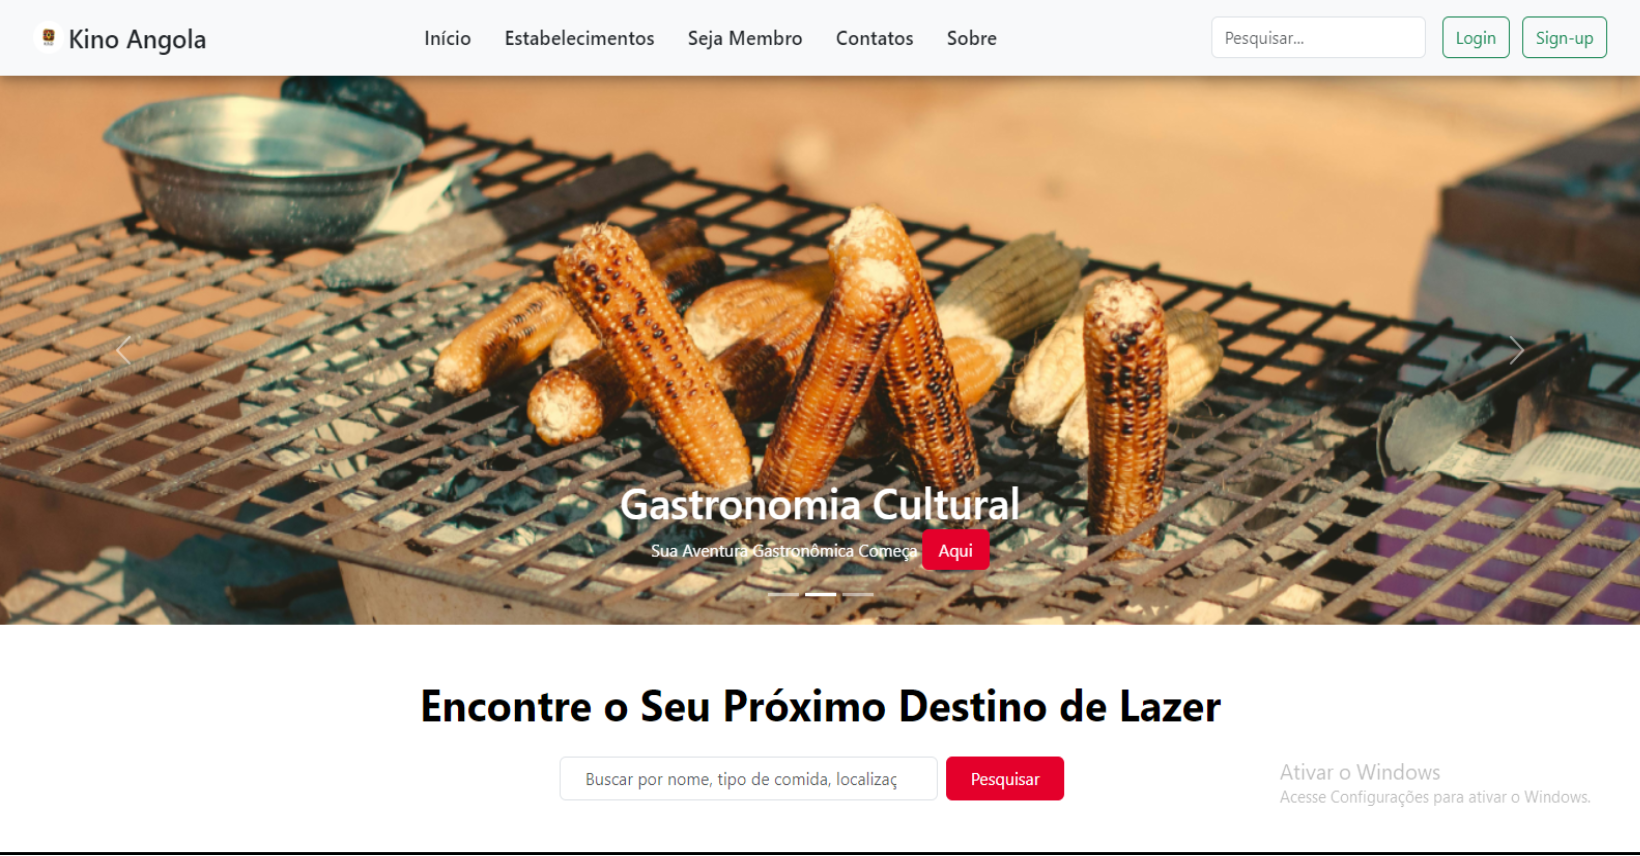 Kino Angola
Início
Estabelecimentos
Seja Membro
Contatos
Sobre
Pesquisar...
Login
Sign-up
Gastronomia Cultural
Sua Aventura Gastronômica Começa Aqui
Encontre o Seu Próximo Destino de Lazer
Buscar por nome, tipo de comida, localizaç
Pesquisar
Ativar o Windows
Acesse Configurações para ativar o Windows.